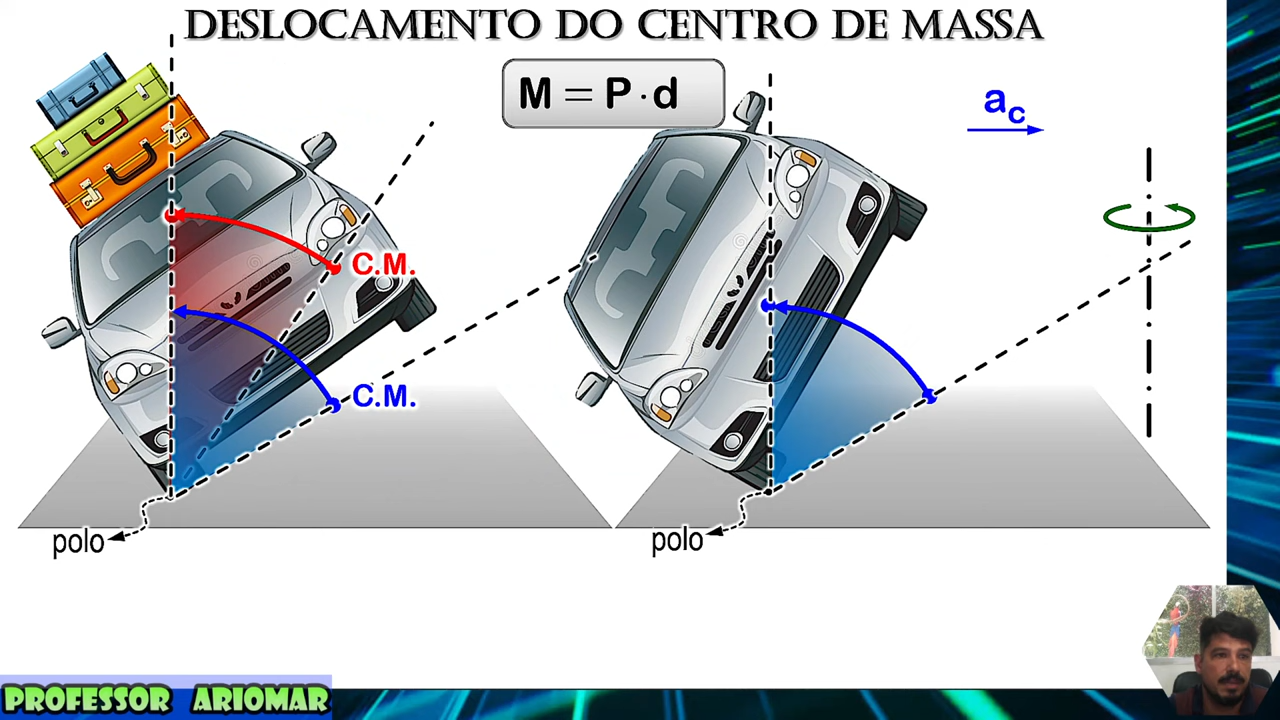 DESLOCAMENTO DO CENTRO DE MASSA
M = P · d
a_c
C.M.
C.M.
polo
polo
PROFESSOR ARIOMAR